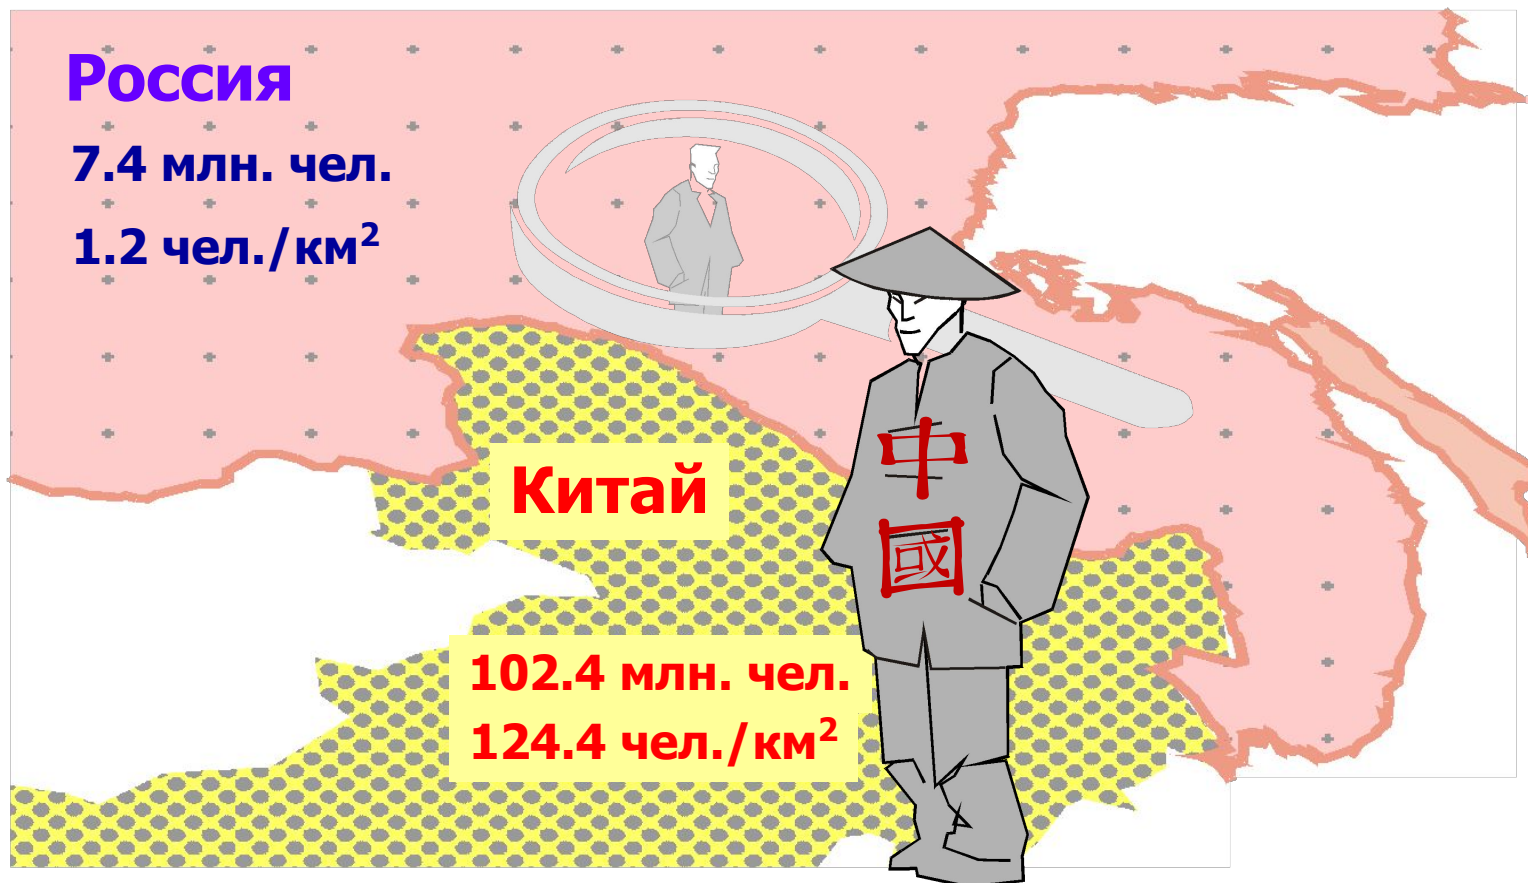 Россия
7.4 млн. чел.
1.2 чел./км²
Китай
中
國
102.4 млн. чел.
124.4 чел./км²